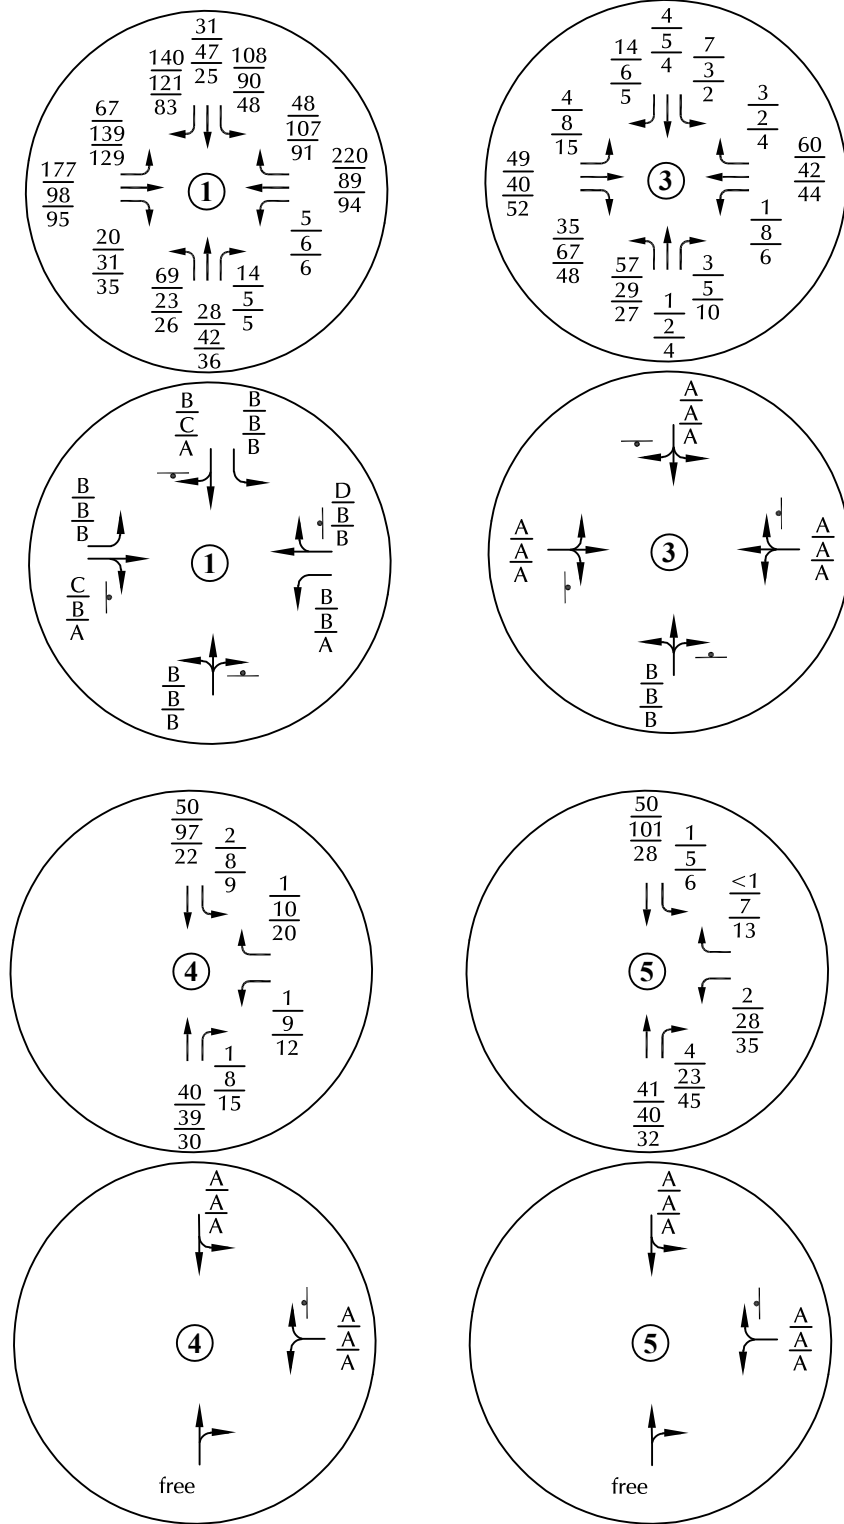 31
47
25
140
121
83
108
90
48
67
139
129
48
107
91
177
98
95
1
220
89
94
20
31
35
5
6
6
69
23
26
28
42
36
14
5
5
4
5
4
14
6
5
7
3
2
4
8
15
3
2
4
49
40
52
3
60
42
44
35
67
48
1
8
6
57
29
27
1
2
4
3
5
10
B
C
A
B
B
B
B
B
B
D
B
B
1
C
B
A
B
B
A
B
B
B
A
A
A
A
A
A
3
A
A
A
B
B
B
50
97
22
2
8
9
1
10
20
4
1
9
12
40
39
30
1
8
15
50
101
28
1
5
6
<1
7
13
5
2
28
35
41
40
32
4
23
45
A
A
A
4
A
A
A
free
A
A
A
5
A
A
A
free